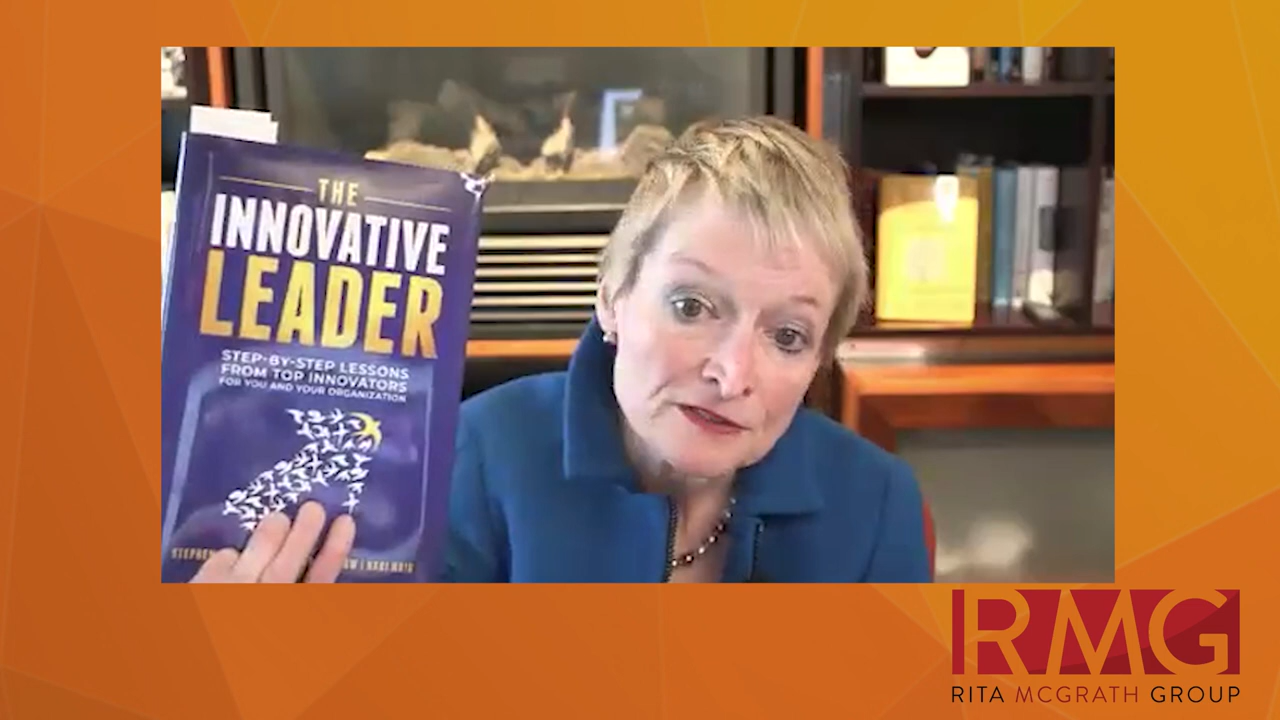 THE
INNOVATIVE
LEADER
STEP-BY-STEP LESSONS
FROM TOP INNOVATORS
FOR YOU AND YOUR ORGANIZATION
STEPHEN
RMG
RITA MCGRATH GROUP